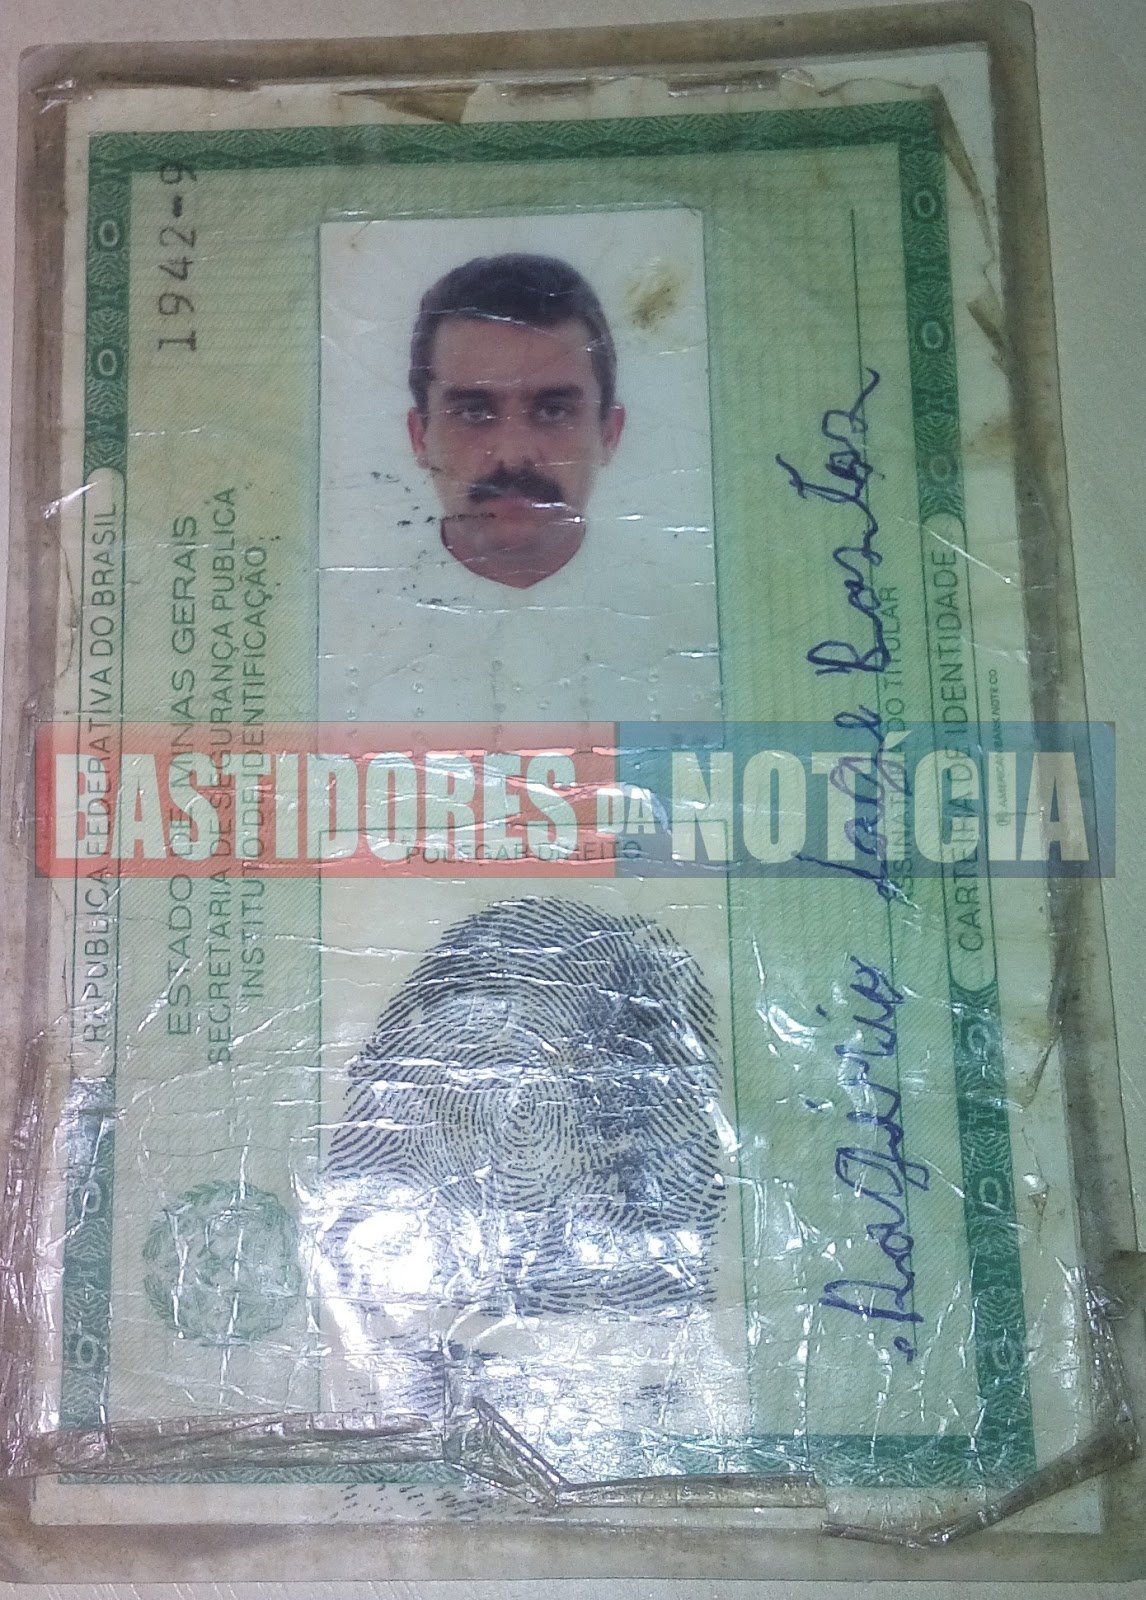 1942-9
REPÚBLICA FEDERATIVA DO BRASIL
ESTADO DE MINAS GERAIS
SECRETARIA DE SEGURANÇA PÚBLICA
INSTITUTO DE IDENTIFICAÇÃO
BASTIDORES DA NOTÍCIA
POLEGAR DIREITO
ASSINATURA DO TITULAR
CARTEIRA DE IDENTIDADE